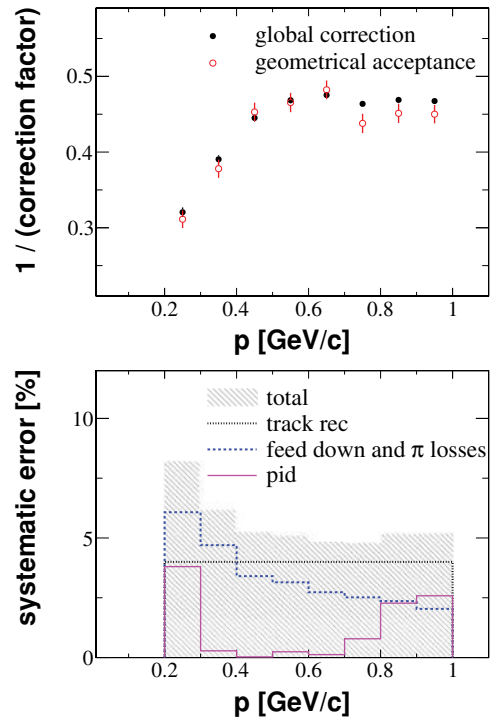 1 / (correction factor)
0.5
0.4
0.3
global correction
geometrical acceptance
0.2 0.4 0.6 0.8 1
p [GeV/c]
systematic error [%]
10
5
0
total
track rec
feed down and π losses
pid
0.2 0.4 0.6 0.8 1
p [GeV/c]